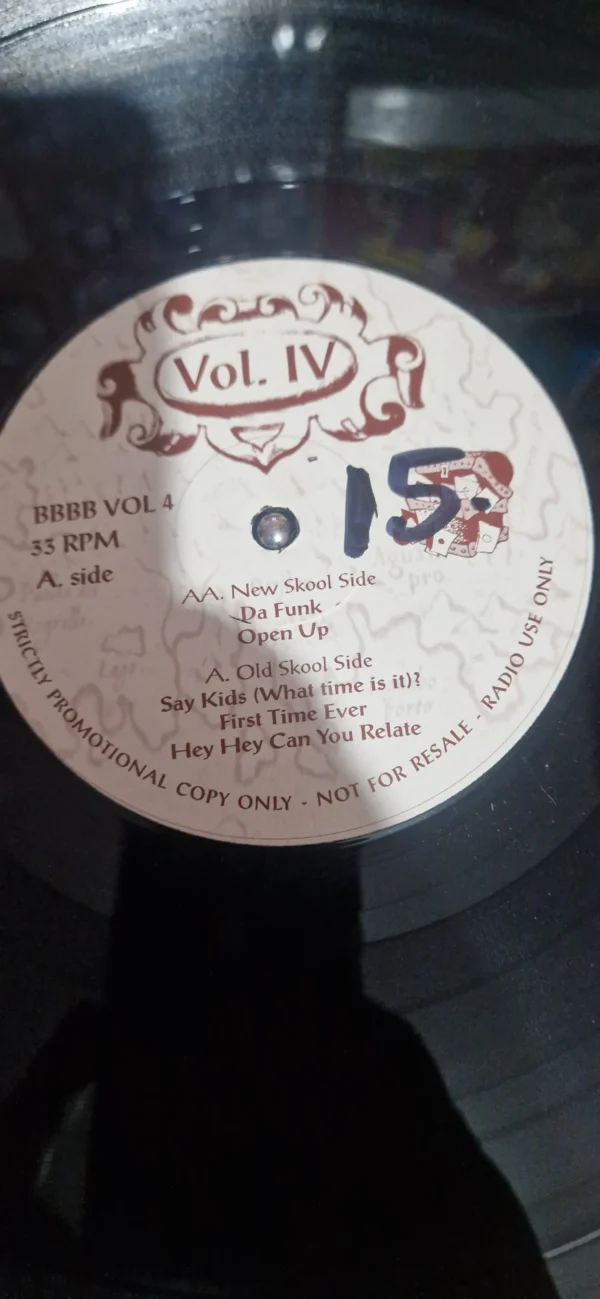 Vol. IV
15.
BBBB VOL 4
33 RPM
A. side
AA. New Skool Side
Da Funk
Open Up
A. Old Skool Side
Say Kids (What time is it)?
First Time Ever
Hey Hey Can You Relate
STRICTLY PROMOTIONAL COPY ONLY - NOT FOR RESALE - RADIO USE ONLY